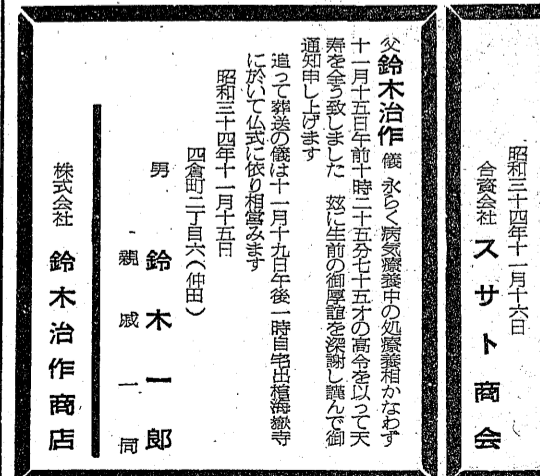 昭和三十四年十一月十六日
合資会社 スサト商会
父鈴木治作儀 永らく病気療養中の処療養相かなわず
十一月十五日午前十時二十五分七十五才の高令を以って天
寿を全う致しました 玆に生前の御厚誼を深謝し謹んで御
通知申し上げます
追って葬送の儀は十一月十九日午後一時自宅出棺海嶽寺
に於いて仏式に依り相営みます
昭和三十四年十一月十五日
四倉町二丁目六(仲田)
男 鈴木一郎
親戚一同
株式会社 鈴木治作商店